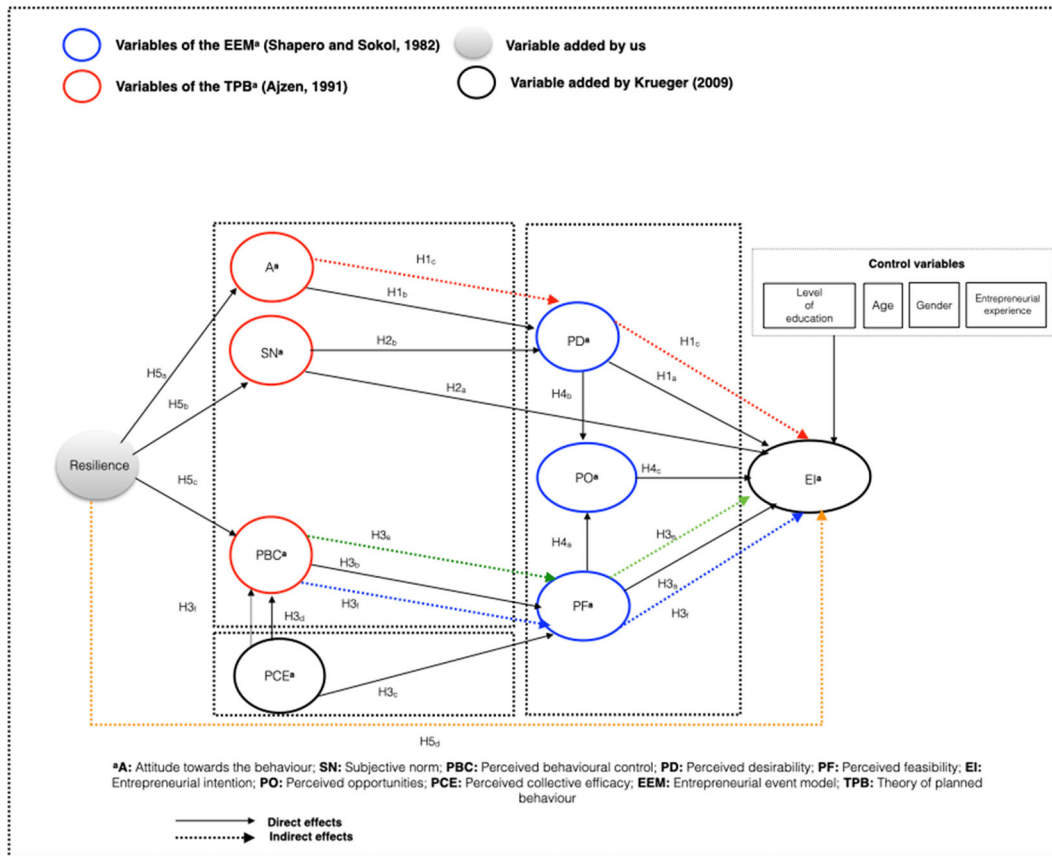 Variables of the EEMᵃ (Shapero and Sokol, 1982)
Variable added by us
Variables of the TPBᵃ (Ajzen, 1991)
Variable added by Krueger (2009)
Aᵃ
H1c
H1b
Control variables
Level of education
Age
Gender
Entrepreneurial experience
SNᵃ
H2b
PDᵃ
H1c
H5a
H5b
H2a
H4b
H1a
Resilience
H5c
POᵃ
H4c
EIᵃ
PBCᵃ
H3e
H3b
H4a
H3a
H3f
H3f
H3d
H3f
PFᵃ
PCEᵃ
H3c
H5d
ᵃA: Attitude towards the behaviour; SN: Subjective norm; PBC: Perceived behavioural control; PD: Perceived desirability; PF: Perceived feasibility; EI:
Entrepreneurial intention; PO: Perceived opportunities; PCE: Perceived collective efficacy; EEM: Entrepreneurial event model; TPB: Theory of planned
behaviour
Direct effects
Indirect effects